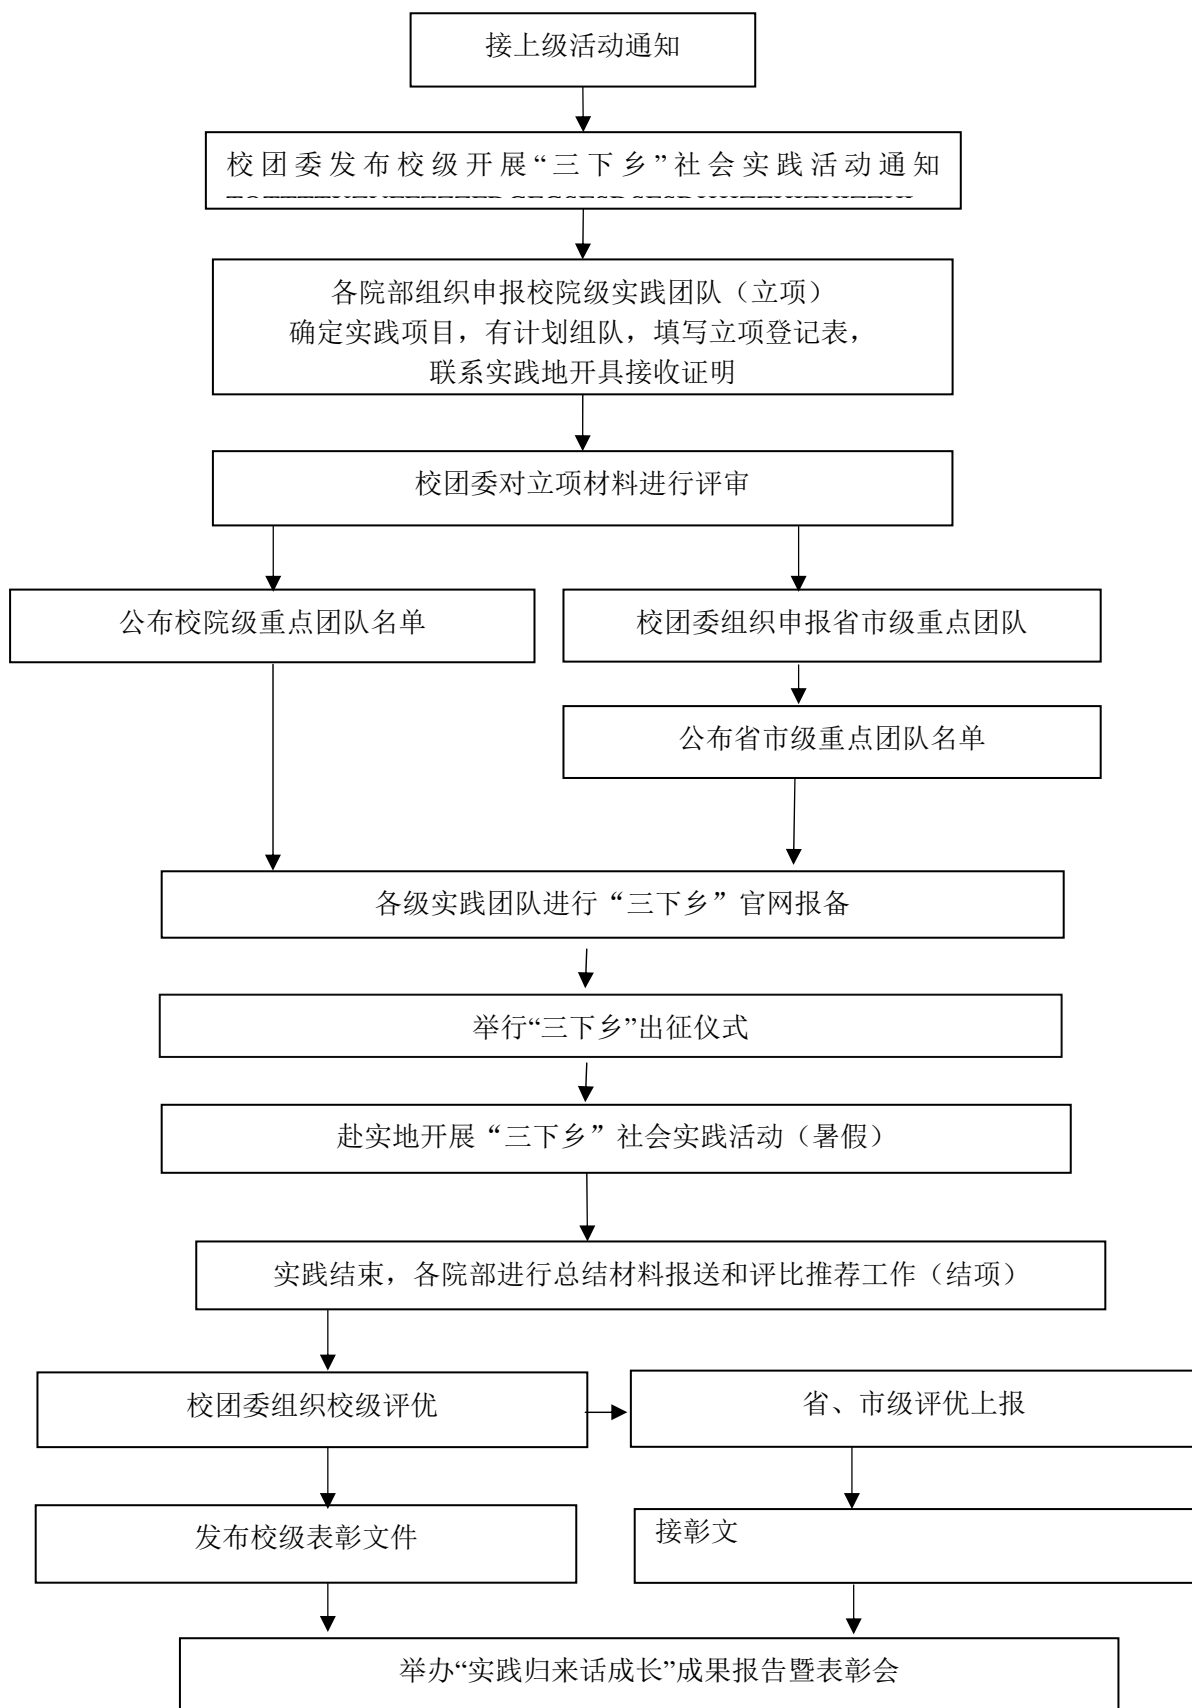 接上级活动通知
校团委发布校级开展“三下乡”社会实践活动通知
各院部组织申报校院级实践团队（立项）
确定实践项目，有计划组队，填写立项登记表，
联系实践地开具接收证明
校团委对立项材料进行评审
公布校院级重点团队名单
校团委组织申报省市级重点团队
公布省市级重点团队名单
各级实践团队进行“三下乡”官网报备
举行“三下乡”出征仪式
赴实地开展“三下乡”社会实践活动（暑假）
实践结束，各院部进行总结材料报送和评比推荐工作（结项）
校团委组织校级评优
省、市级评优上报
发布校级表彰文件
接彰文
举办“实践归来话成长”成果报告暨表彰会